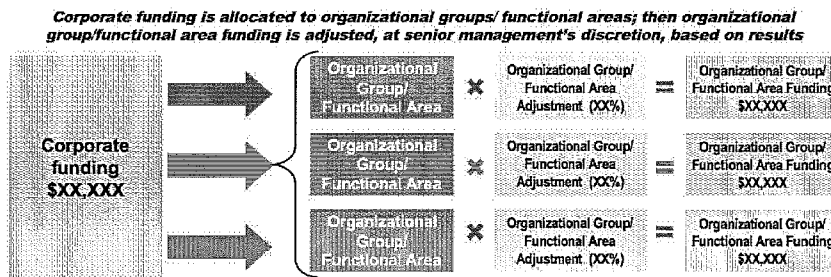 Corporate funding is allocated to organizational groups/ functional areas; then organizational
group/functional area funding is adjusted, at senior management's discretion, based on results
Corporate
funding
$XX,XXX
Organizational
Group/
Functional Area
×
Organizational Group/
Functional Area
Adjustment (XX%)
=
Organizational Group/
Functional Area Funding
$XX,XXX
Organizational
Group/
Functional Area
×
Organizational Group/
Functional Area
Adjustment (XX%)
=
Organizational Group/
Functional Area Funding
$XX,XXX
Organizational
Group/
Functional Area
×
Organizational Group/
Functional Area
Adjustment (XX%)
=
Organizational Group/
Functional Area Funding
$XX,XXX